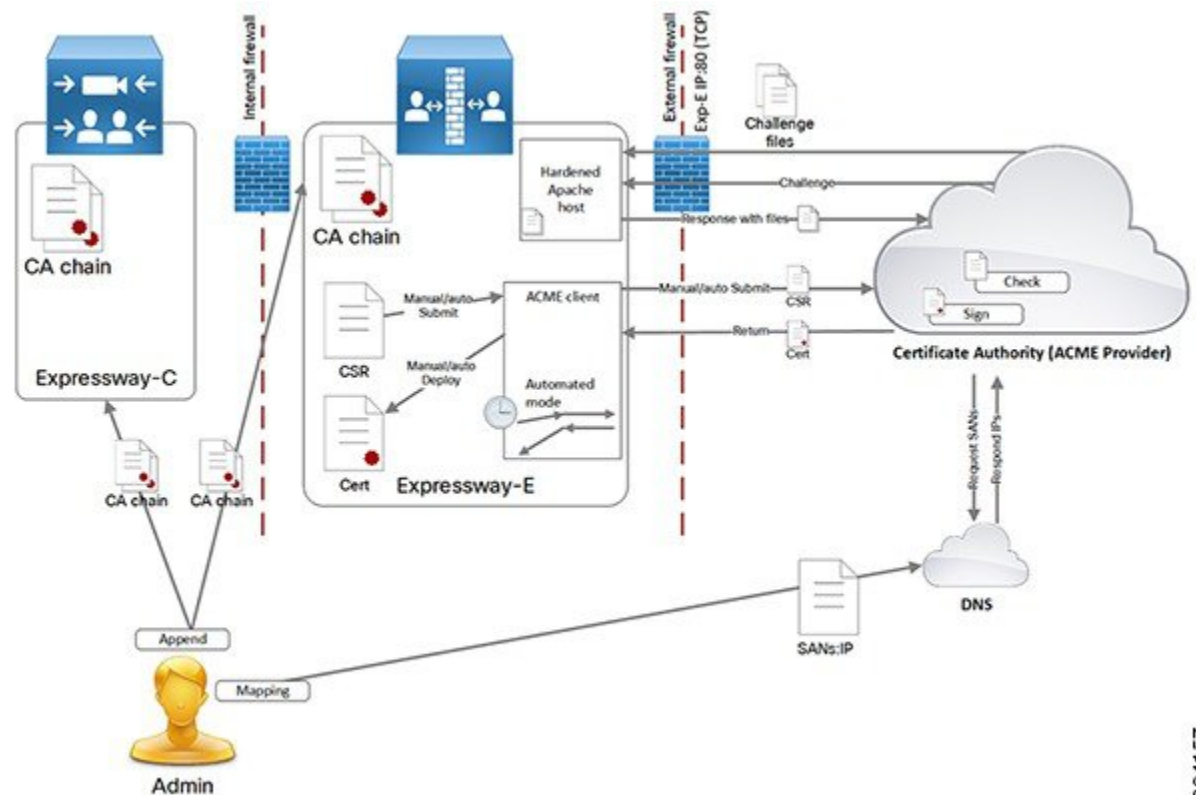 Internal firewall
External firewall
Exp-E IP:80 (TCP)
Challenge
files
CA chain
Expressway-C
CA chain
Hardened
Apache
host
Challenge
Response with files
Manual/auto
Submit
CSR
ACME client
Manual/auto Submit
CSR
Return
Cert
Manual/auto
Deploy
Automated
mode
Cert
Expressway-E
Check
Sign
Certificate Authority (ACME Provider)
Request SANs
Respond IPs
DNS
CA chain
CA chain
SANs:IP
Append
Mapping
Admin